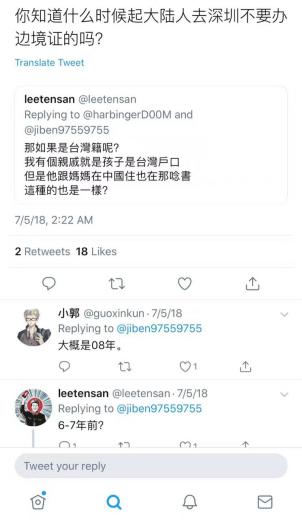 你知道什么时候起大陆人去深圳不要办
边境证的吗?
Translate Tweet
leetensan @leetensan
Replying to @harbingerD00M and
@jiben97559755
那如果是台灣籍呢?
我有個親戚就是孩子是台灣戶口
但是他跟媽媽在中國住也在那唸書
這種的也是一樣?
7/5/18, 2:22 AM
2 Retweets 18 Likes
小郭 @guoxinkun · 7/5/18
Replying to @jiben97559755
大概是08年。
1
leetensan @leetensan · 7/5/18
Replying to @jiben97559755
6-7年前?
1
1
Tweet your reply